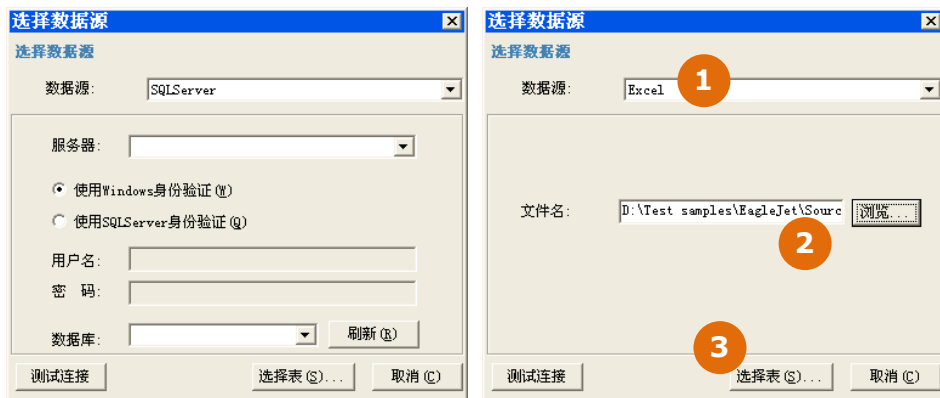 选择数据源
选择数据源
数据源: SQLServer
服务器:
使用Windows身份验证(W)
使用SQLServer身份验证(Q)
用户名:
密 码:
数据库: 刷新(R)
测试连接 选择表(S)... 取消(C)
选择数据源
选择数据源
数据源: Excel 1
文件名: D:\Test samples\EagleJet\Sourc 浏览...
2
3
测试连接 选择表(S)... 取消(C)